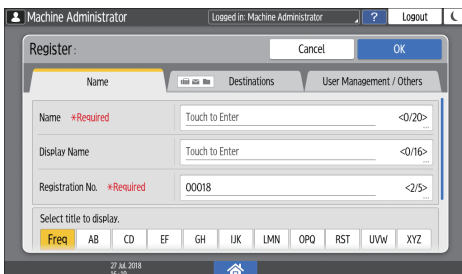 Machine Administrator Logged in: Machine Administrator ? Logout
Register : Cancel OK
Name Destinations User Management / Others
Name *Required Touch to Enter <0/20>
Display Name Touch to Enter <0/16>
Registration No. *Required 00018 <2/5>
Select title to display.
Freq AB CD EF GH IJK LMN OPQ RST UVW XYZ
27 Jul. 2018